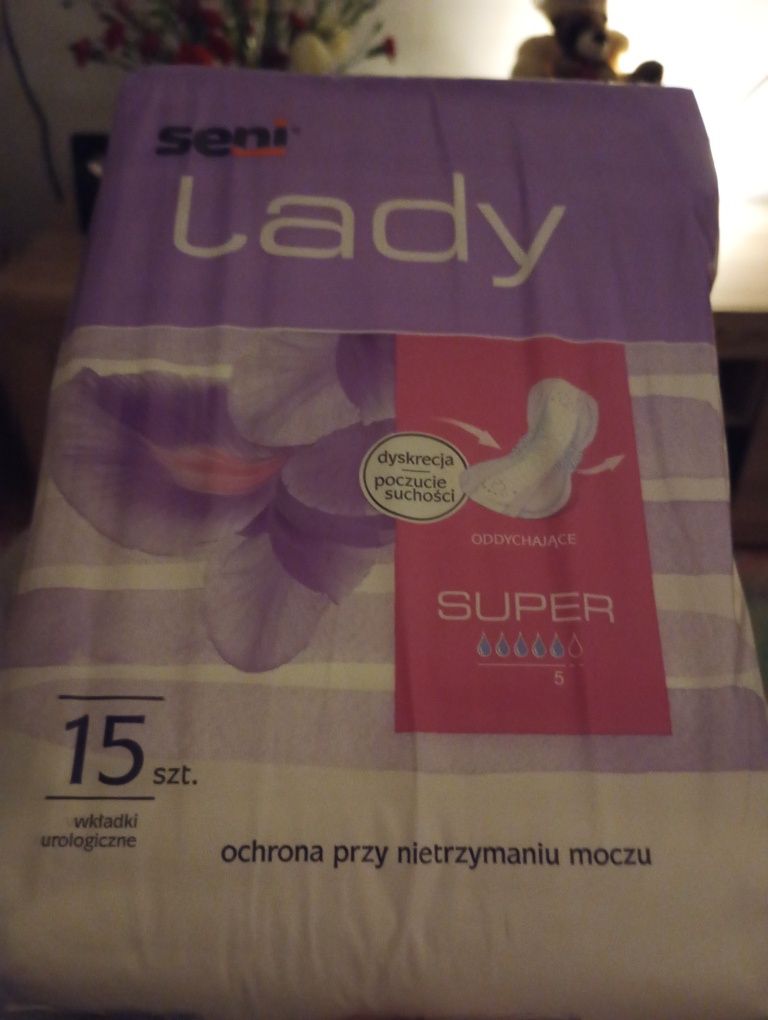 seni
Lady
dyskrecja
poczucie
suchości
ODDYCHAJĄCE
SUPER
5
15 szt.
wkładki
urologiczne
ochrona przy nietrzymaniu moczu